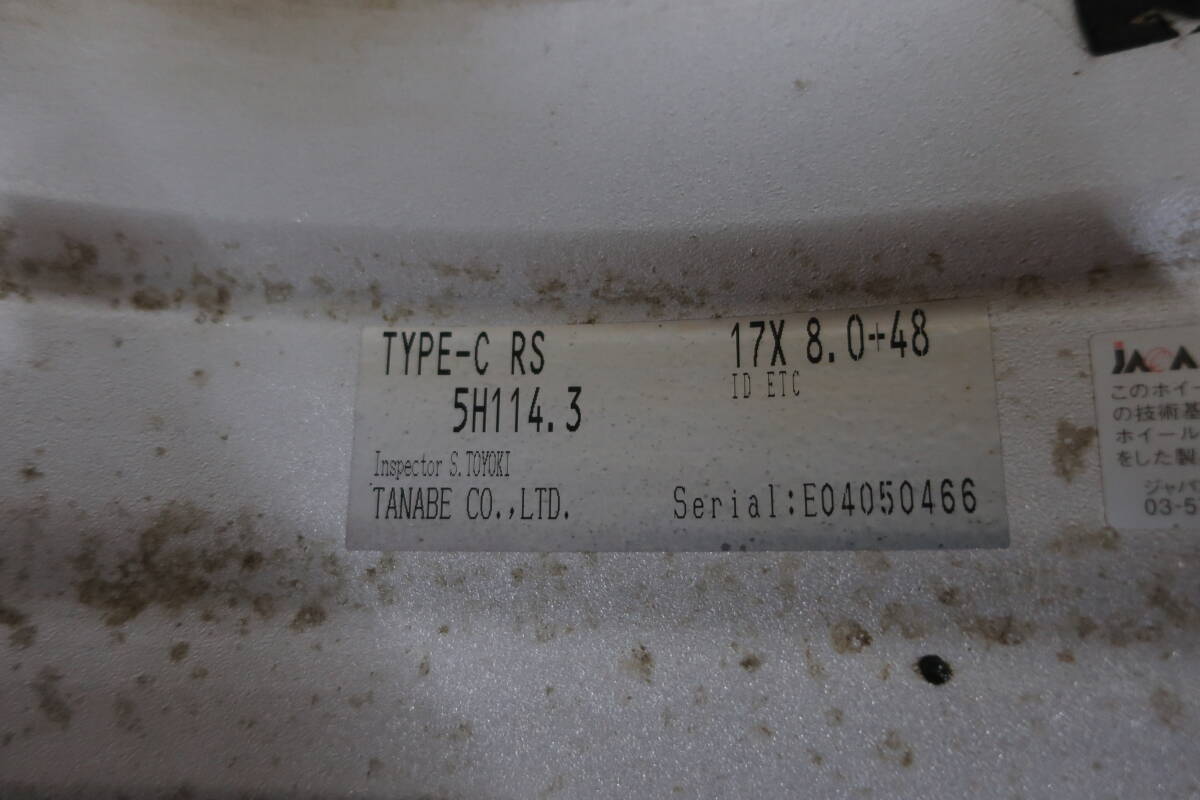 TYPE-C RS 17X 8.0+48
5H114.3 ID ETC
Inspector S.TOYOKI
TANABE CO.,LTD. Serial:E04050466
JAWA
このホイ
の技術基
ホイール
をした製
ジャパ
03-5